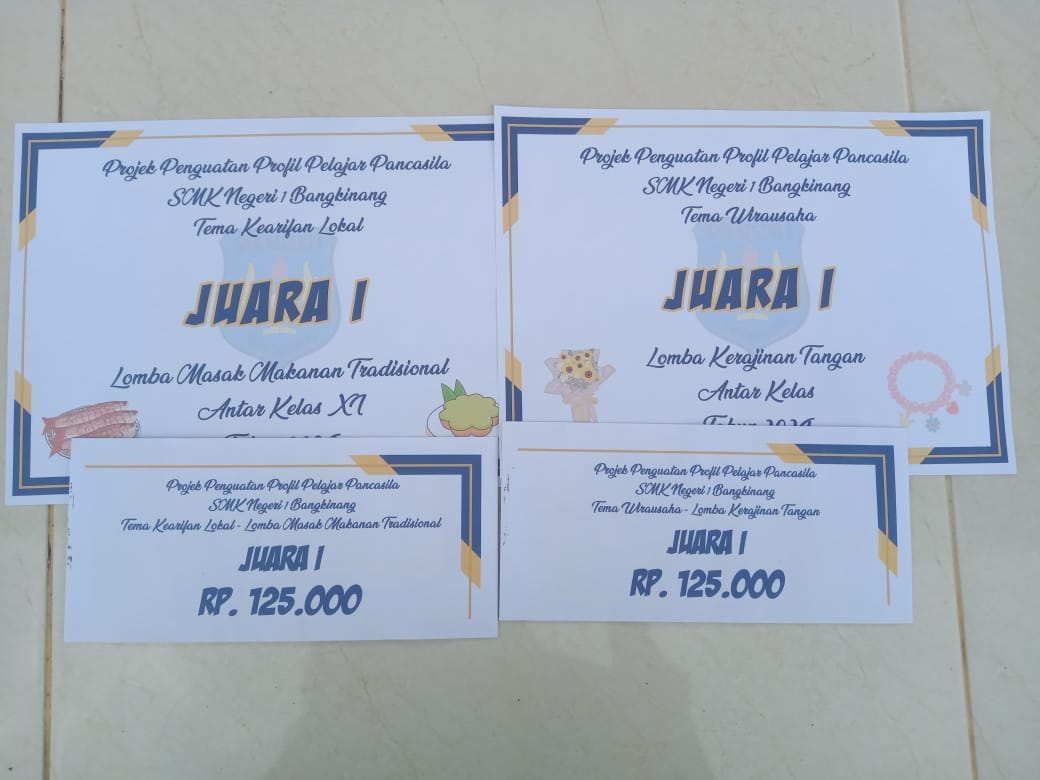 Projek Penguatan Profil Pelajar Pancasila
SMK Negeri 1 Bangkinang
Tema Kearifan Lokal
JUARA I
Lomba Masak Makanan Tradisional
Antar Kelas XI
Projek Penguatan Profil Pelajar Pancasila
SMK Negeri 1 Bangkinang
Tema Wirausaha
JUARA I
Lomba Kerajinan Tangan
Antar Kelas
Projek Penguatan Profil Pelajar Pancasila
SMK Negeri 1 Bangkinang
Tema Kearifan Lokal - Lomba Masak Makanan Tradisional
JUARA I
RP. 125.000
Projek Penguatan Profil Pelajar Pancasila
SMK Negeri 1 Bangkinang
Tema Wirausaha - Lomba Kerajinan Tangan
JUARA I
RP. 125.000